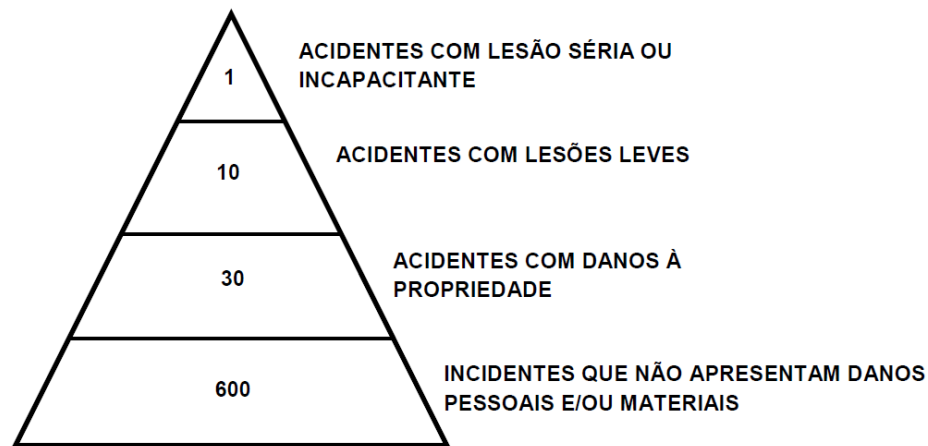 1
ACIDENTES COM LESÃO SÉRIA OU
INCAPACITANTE
10
ACIDENTES COM LESÕES LEVES
30
ACIDENTES COM DANOS À
PROPRIEDADE
600
INCIDENTES QUE NÃO APRESENTAM DANOS
PESSOAIS E/OU MATERIAIS